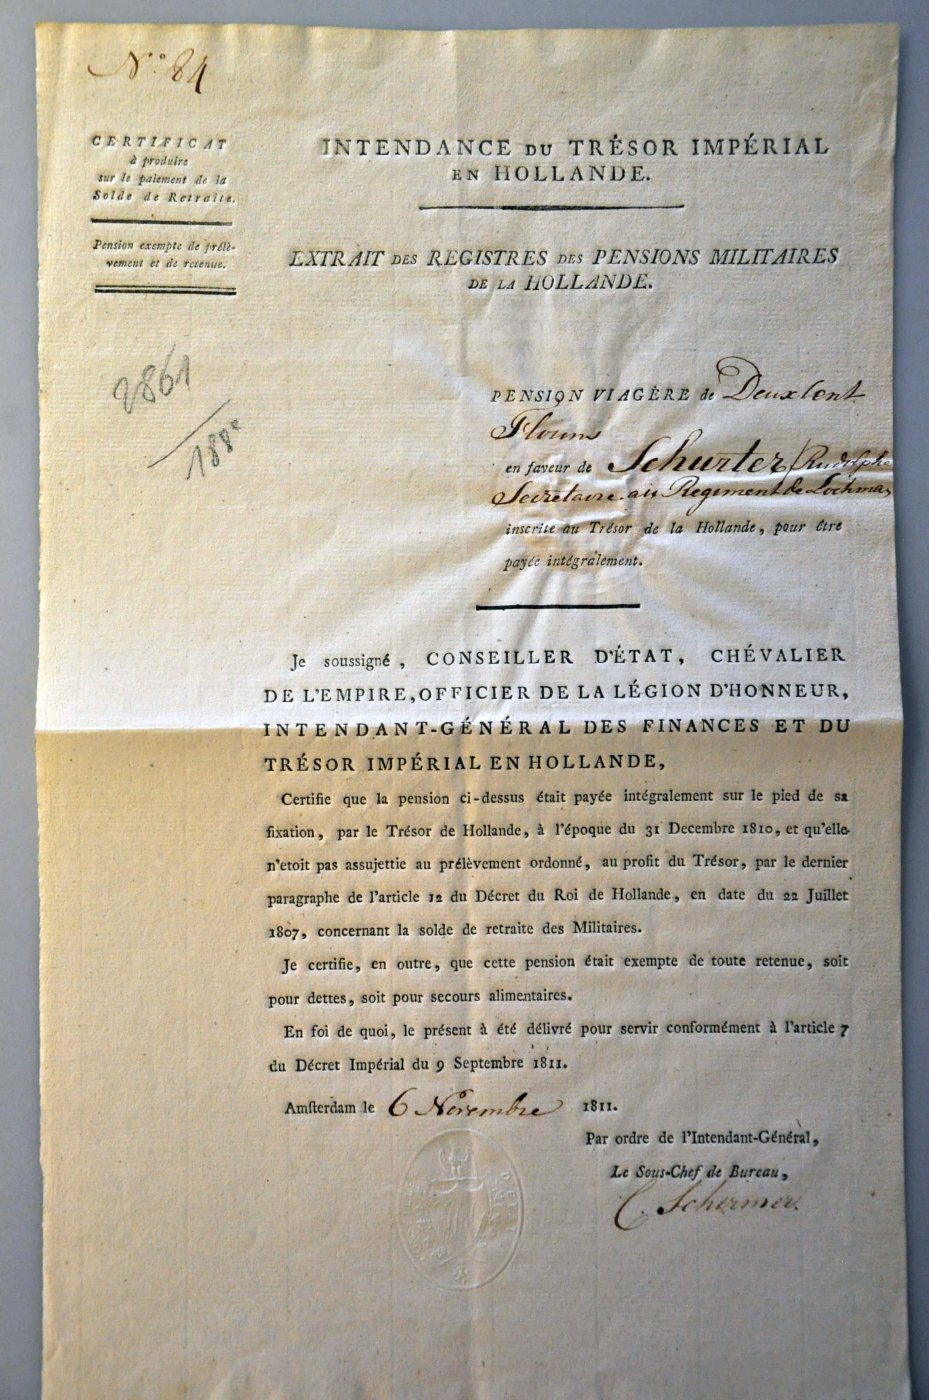 N.° 84
CERTIFICAT
à produire
sur le paiement de la
Solde de Retraite.
Pension exempte de prélè-
vement et de retenue.
INTENDANCE DU TRÉSOR IMPÉRIAL
EN HOLLANDE.
EXTRAIT DES REGISTRES DES PENSIONS MILITAIRES
DE LA HOLLANDE.
2861
PENSION VIAGÈRE de Deux Cent
Florins
en faveur de Schurter, Rudolphe
Secretaire au Regiment de Lochman
inscrite au Trésor de la Hollande, pour être
payée intégralement.
Je soussigné, CONSEILLER D'ÉTAT, CHÉVALIER
DE L'EMPIRE, OFFICIER DE LA LÉGION D'HONNEUR,
INTENDANT-GÉNÉRAL DES FINANCES ET DU
TRÉSOR IMPÉRIAL EN HOLLANDE,
Certifie que la pension ci-dessus était payée intégralement sur le pied de sa
fixation, par le Trésor de Hollande, à l'époque du 31 Decembre 1810, et qu'elle
n'etoit pas assujettie au prélèvement ordonné, au profit du Trésor, par le dernier
paragraphe de l'article 12 du Décret du Roi de Hollande, en date du 22 Juillet
1807, concernant la solde de retraite des Militaires.
Je certifie, en outre, que cette pension était exempte de toute retenue, soit
pour dettes, soit pour secours alimentaires.
En foi de quoi, le présent à été délivré pour servir conformément à l'article 7
du Décret Impérial du 9 Septembre 1811.
Amsterdam le 6 Novembre 1811.
Par ordre de l'Intendant-Général,
Le Sous-Chef de Bureau,
C. Schermer